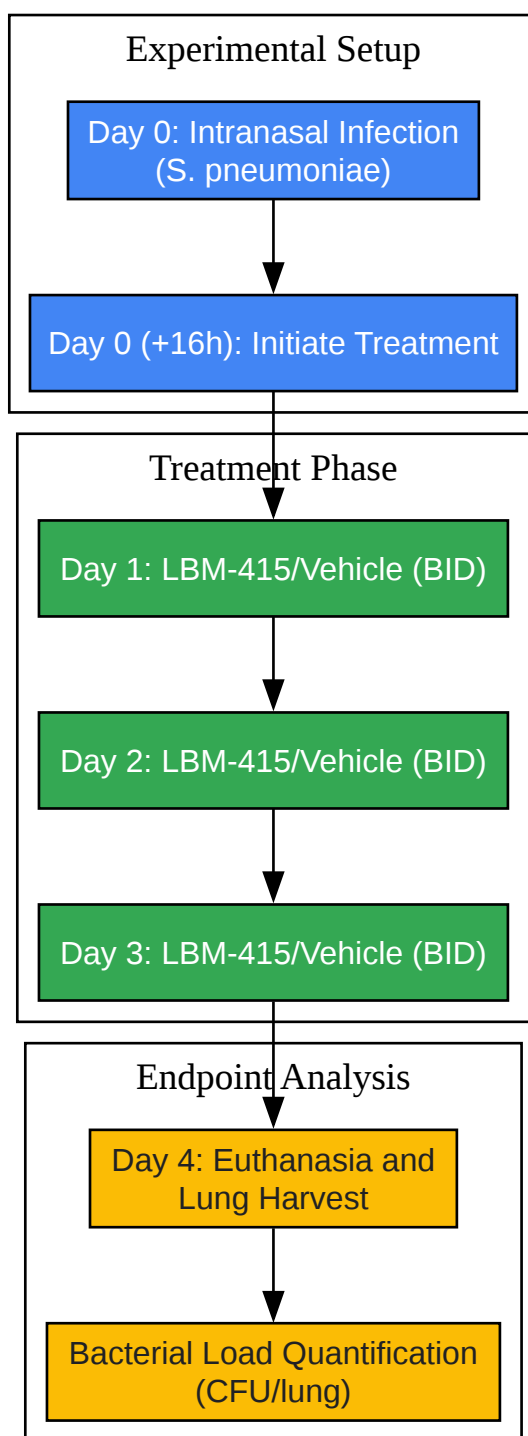 Experimental Setup
Day 0: Intranasal Infection
(S. pneumoniae)
Day 0 (+16h): Initiate Treatment
Treatment Phase
Day 1: LBM-415/Vehicle (BID)
Day 2: LBM-415/Vehicle (BID)
Day 3: LBM-415/Vehicle (BID)
Endpoint Analysis
Day 4: Euthanasia and
Lung Harvest
Bacterial Load Quantification
(CFU/lung)